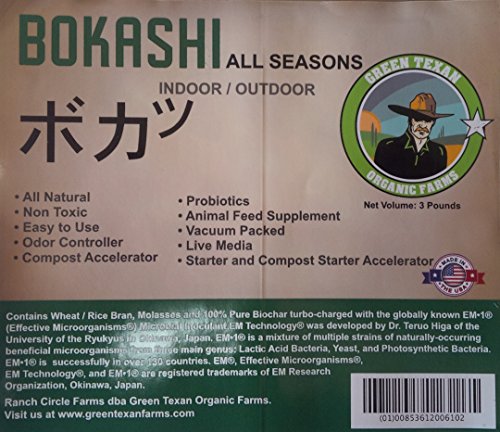 BOKASHI ALL SEASONS
INDOOR / OUTDOOR
ボカツ
GREEN TEXAN
ORGANIC FARMS
Net Volume: 3 Pounds
• All Natural
• Non Toxic
• Easy to Use
• Odor Controller
• Compost Accelerator
• Probiotics
• Animal Feed Supplement
• Vacuum Packed
• Live Media
• Starter and Compost Starter Accelerator
MADE IN
THE USA
Contains Wheat / Rice Bran, Molasses and 100% Pure Biochar turbo-charged with the globally known EM•1®
(Effective Microorganisms®) Microbial Inoculant EM Technology® was developed by Dr. Teruo Higa of the
University of the Ryukyus in Okinawa, Japan. EM•1® is a mixture of multiple strains of naturally-occurring
beneficial microorganisms from three main genus: Lactic Acid Bacteria, Yeast, and Photosynthetic Bacteria.
EM•1® is successfully in over 130 countries. EM®, Effective Microorganisms®,
EM Technology®, and EM•1® are registered trademarks of EM Research
Organization, Okinawa, Japan.
Ranch Circle Farms dba Green Texan Organic Farms.
Visit us at www.greentexanfarms.com
(01)00853612006102